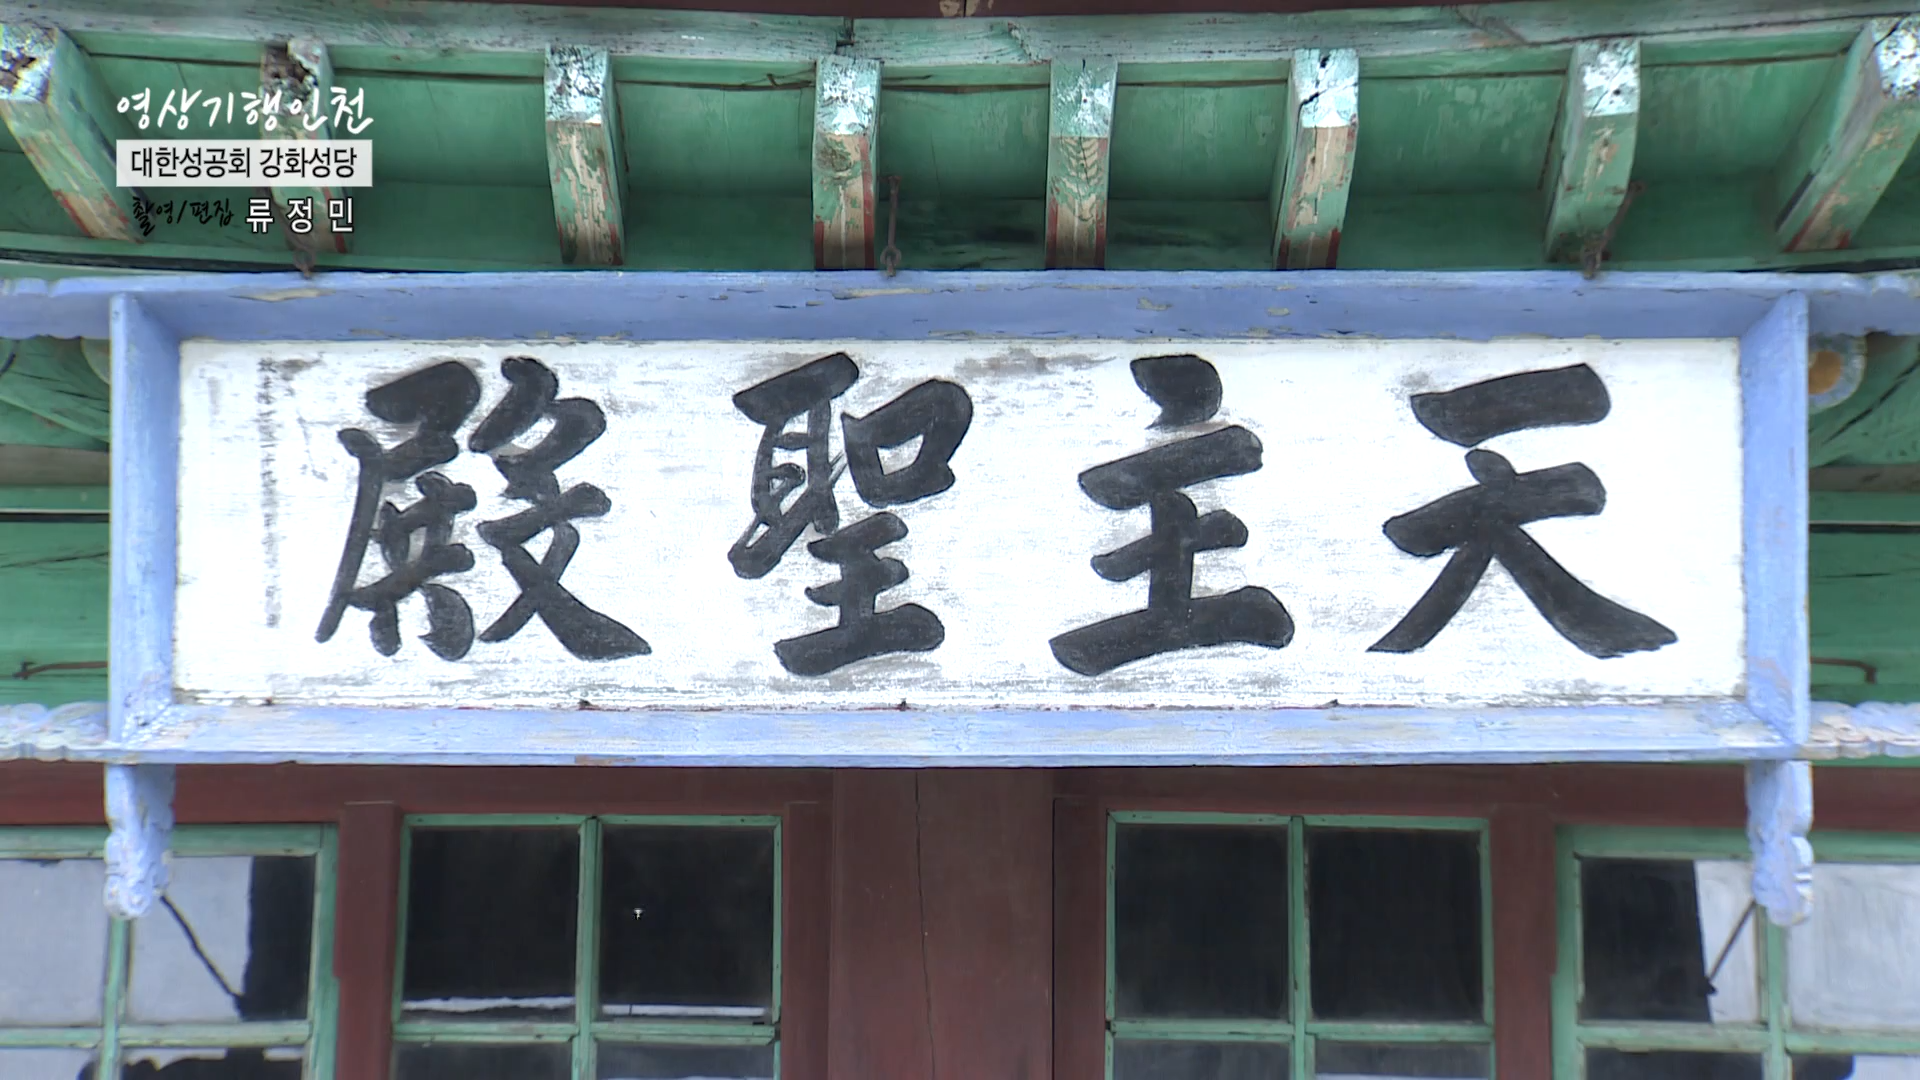 영상기행인천
대한성공회 강화성당
촬영/편집 류정민
天主聖殿